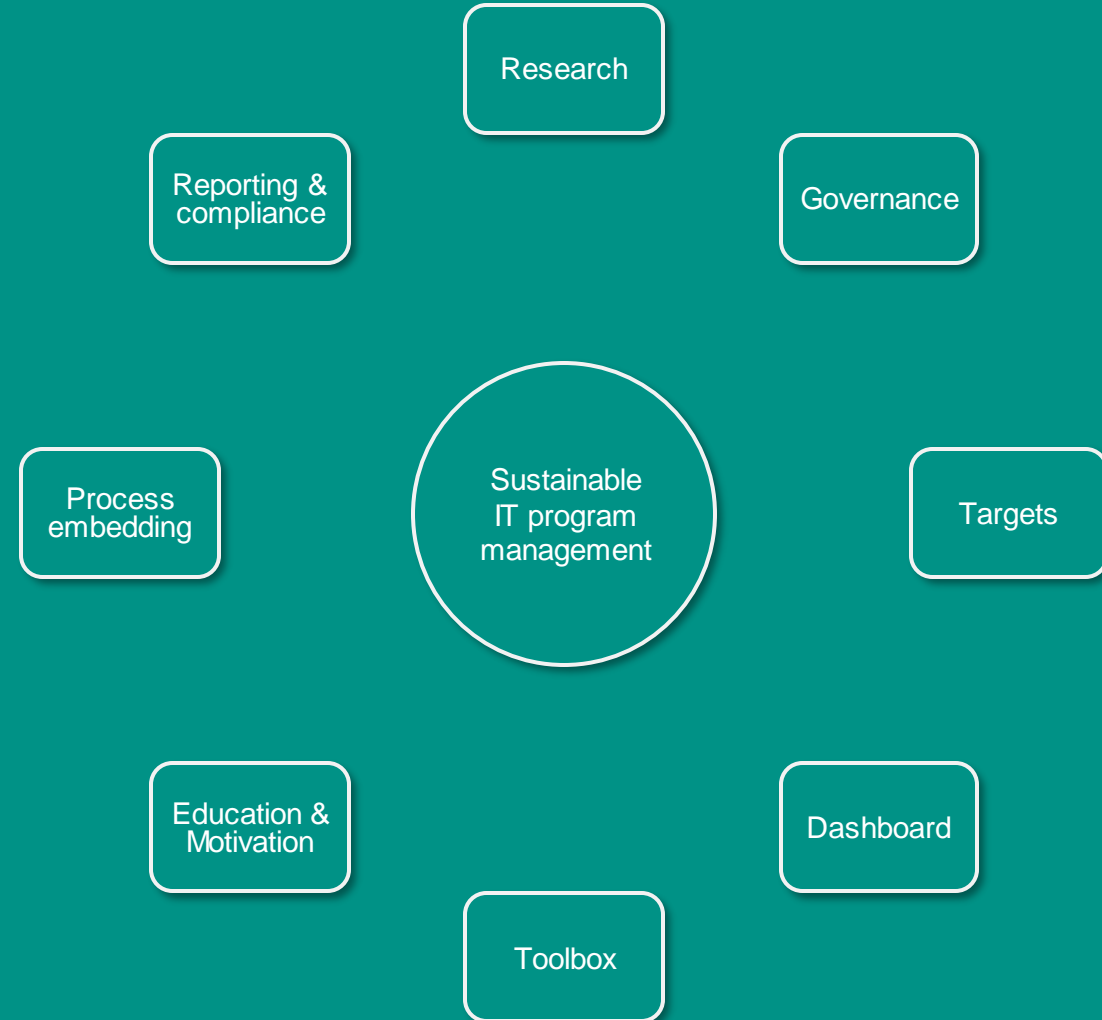 Research
Reporting &
compliance
Governance
Sustainable
IT program
management
Process
embedding
Targets
Education &
Motivation
Dashboard
Toolbox